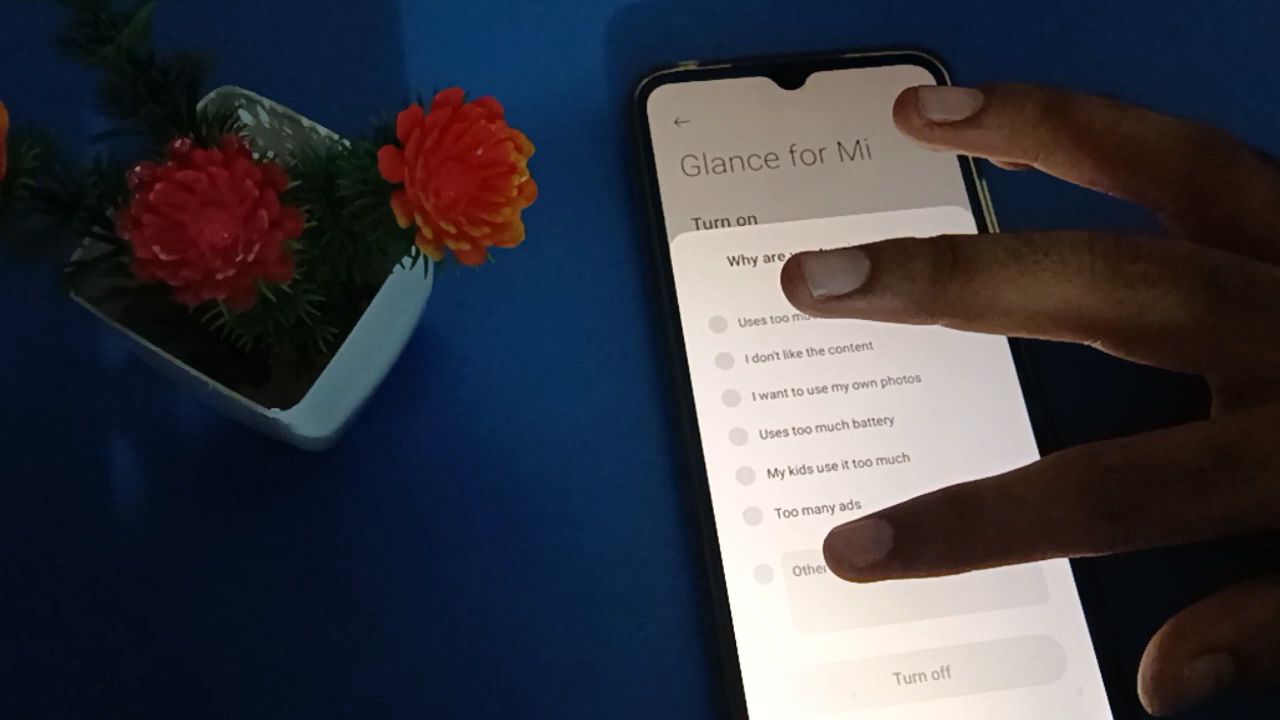 Glance for Mi
Turn on
Why are
Uses too
I don't like the content
I want to use my own photos
Uses too much battery
My kids use it too much
Too many ads
Other
Turn off